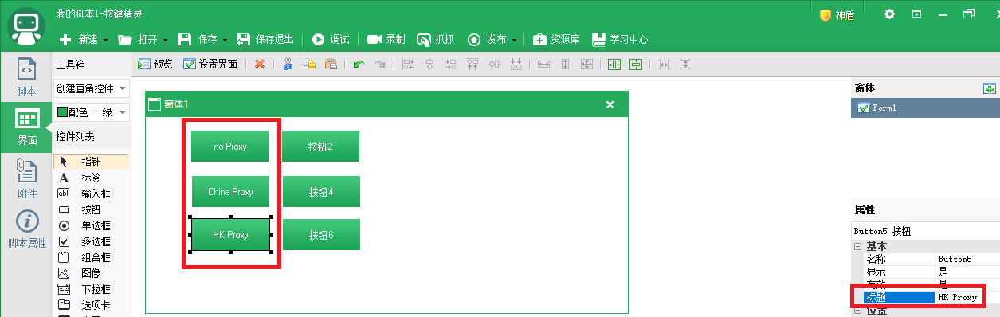 我的脚本1-按键精灵
神盾
新建 打开 保存 保存退出 调试 录制 抓抓 发布 资源库 学习中心
脚本
界面
附件
脚本属性
工具箱
创建直角控件
配色 - 绿
控件列表
指针
标签
输入框
按钮
单选框
多选框
组合框
图像
下拉框
选项卡
预览 设置界面
窗体1
no Proxy 按钮2
China Proxy 按钮4
HK Proxy 按钮6
窗体
Form1
属性
Button5 按钮
基本
名称 Button5
显示 是
有效 是
标题 HK Proxy
位置